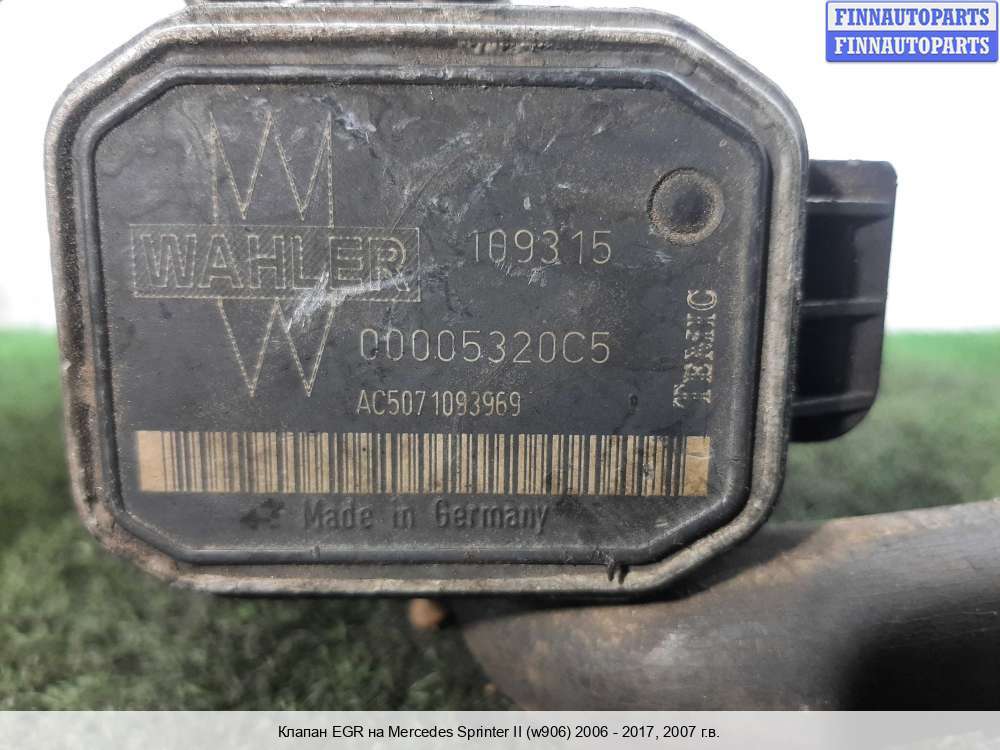 FINNAUTOPARTS
FINNAUTOPARTS
WAHLER
109315
00005320C5
AC5071093969
TEMIC
Made in Germany
Клапан EGR на Mercedes Sprinter II (w906) 2006 - 2017, 2007 г.в.